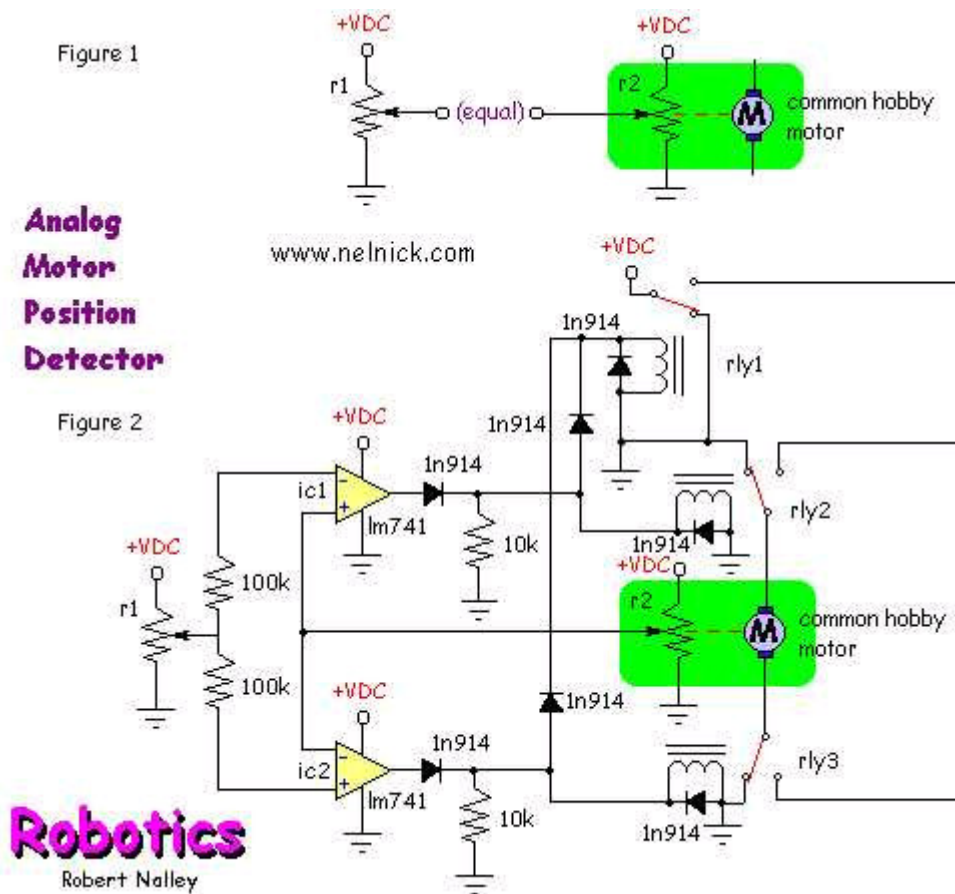 Figure 1
+VDC
r1
(equal)
+VDC
r2
M
common hobby
motor
Analog
Motor
Position
Detector
www.nelnick.com
Figure 2
+VDC
1n914
rly1
+VDC
1n914
1n914
ic1
-
+
lm741
10k
rly2
1n914
+VDC
r1
100k
100k
+VDC
r2
M
common hobby
motor
+VDC
1n914
1n914
ic2
-
+
lm741
10k
rly3
1n914
Robotics
Robert Nalley